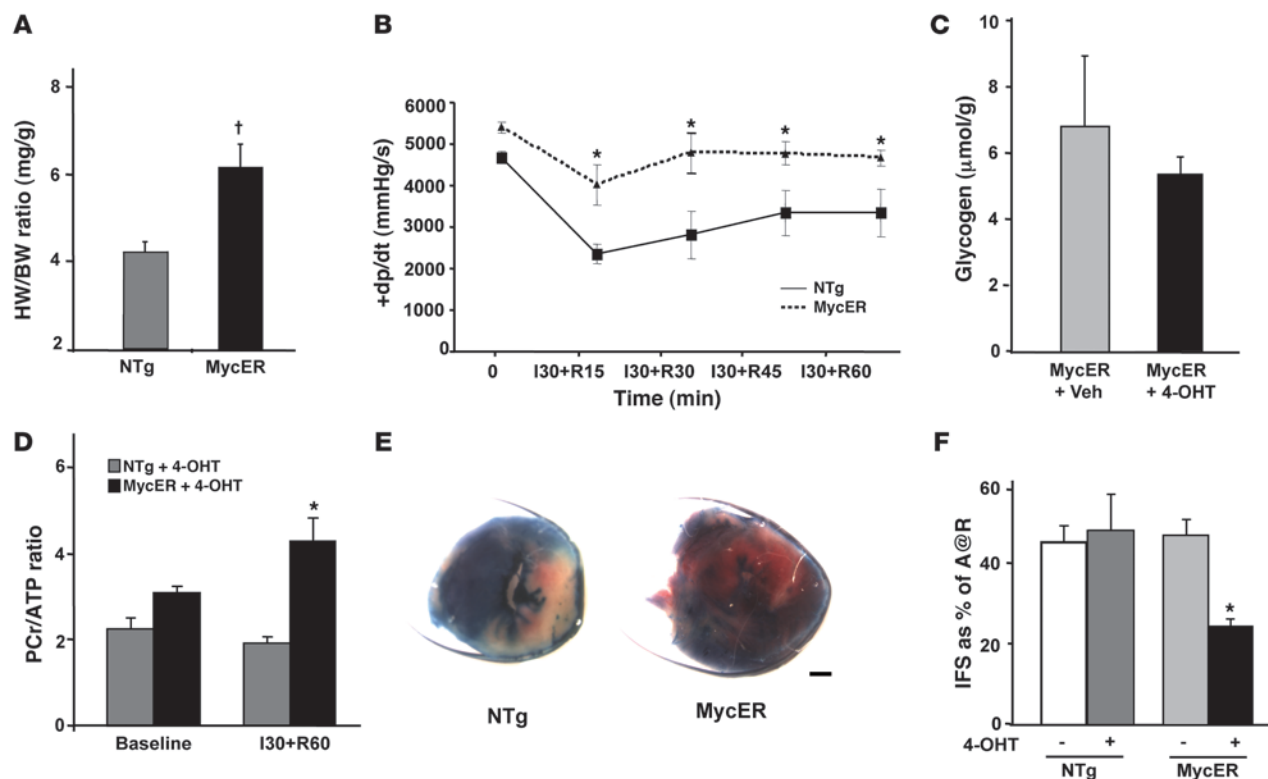 A
HW/BW ratio (mg/g)
8
6
4
2
†
NTg
MycER
B
+dp/dt (mmHg/s)
6000
5000
4000
3000
2000
1000
0
*
*
*
*
NTg
MycER
0
I30+R15
I30+R30
I30+R45
I30+R60
Time (min)
C
Glycogen (μmol/g)
10
8
6
4
2
0
MycER
+ Veh
MycER
+ 4-OHT
D
PCr/ATP ratio
6
4
2
0
NTg + 4-OHT
MycER + 4-OHT
*
Baseline
I30+R60
E
NTg
MycER
F
IFS as % of A@R
60
40
20
0
*
4-OHT
-
+
-
+
NTg
MycER